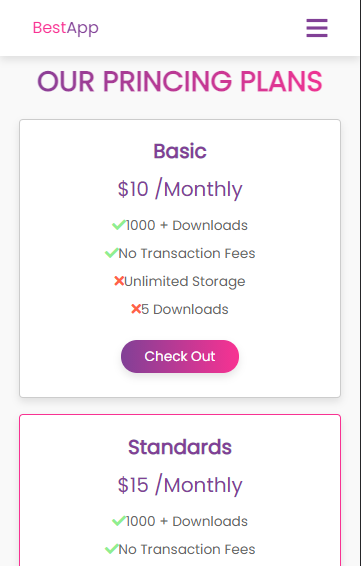 BestApp
OUR PRINCING PLANS
Basic
$10 /Monthly
1000 + Downloads
No Transaction Fees
Unlimited Storage
5 Downloads
Check Out
Standards
$15 /Monthly
1000 + Downloads
No Transaction Fees